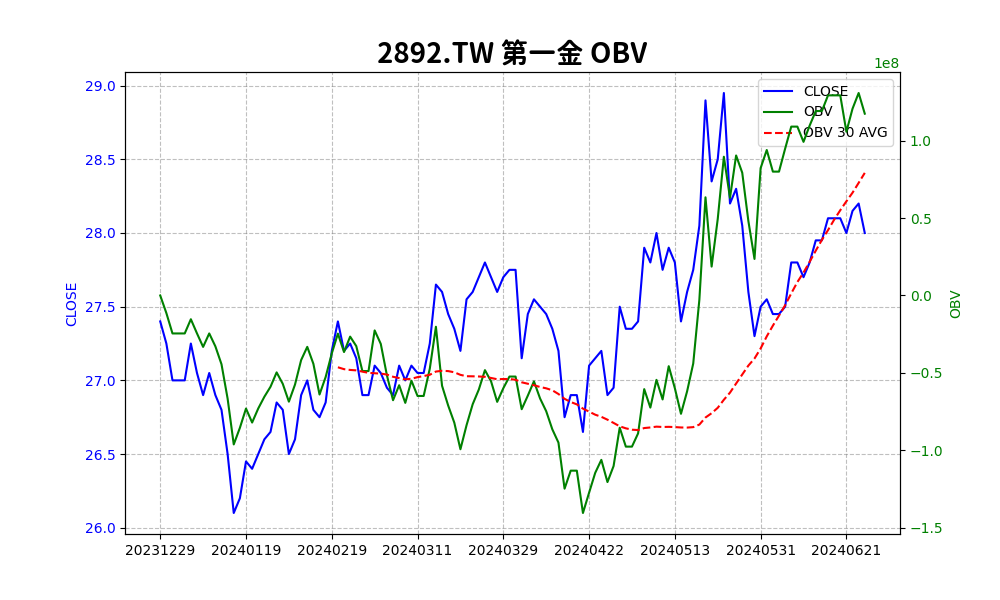 2892.TW 第一金 OBV
1e8
CLOSE
OBV
OBV 30 AVG
29.0
28.5
28.0
27.5
27.0
26.5
26.0
CLOSE
1.0
0.5
0.0
−0.5
−1.0
−1.5
OBV
20231229 20240119 20240219 20240311 20240329 20240422 20240513 20240531 20240621